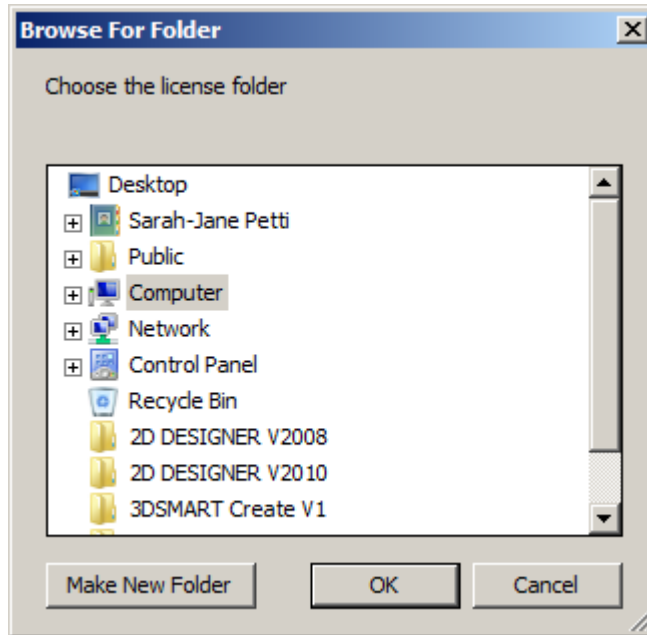 Browse For Folder
Choose the license folder
Desktop
Sarah-Jane Petti
Public
Computer
Network
Control Panel
Recycle Bin
2D DESIGNER V2008
2D DESIGNER V2010
3DSMART Create V1
Make New Folder OK Cancel